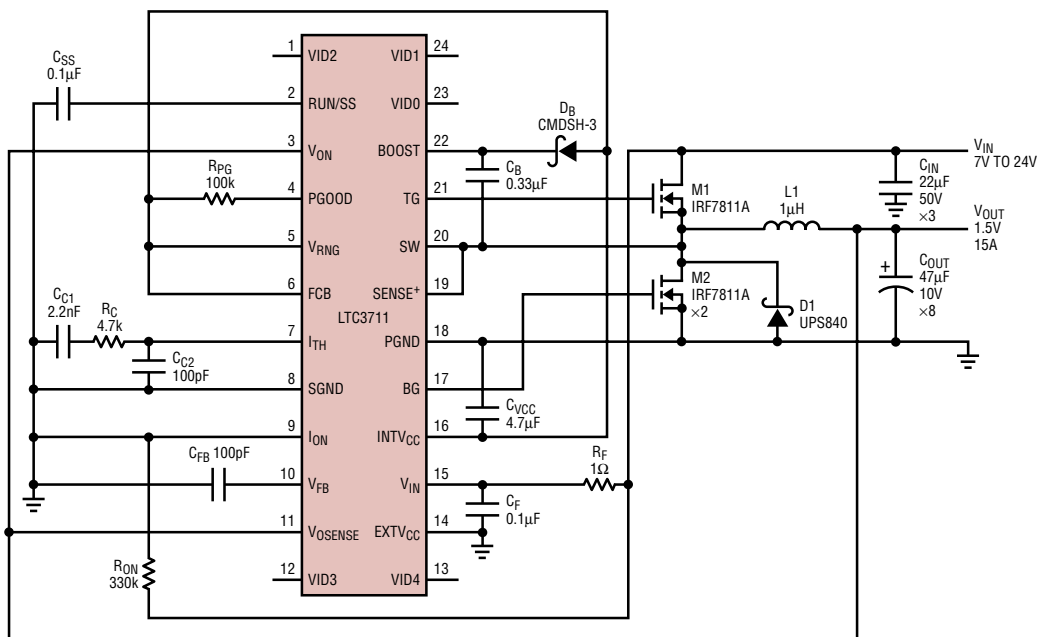 CSS
0.1µF
1
VID2
VID1
24
2
RUN/SS
VID0
23
3
VON
BOOST
22
DB
CMDSH-3
CB
0.33µF
RPG
100k
4
PGOOD
TG
21
M1
IRF7811A
L1
1µH
VIN
7V TO 24V
CIN
22µF
50V
×3
VOUT
1.5V
15A
5
VRNG
SW
20
6
FCB
SENSE+
19
M2
IRF7811A
×2
D1
UPS840
+
COUT
47µF
10V
×8
LTC3711
CC1
2.2nF
RC
4.7k
7
ITH
PGND
18
CC2
100pF
8
SGND
BG
17
CVCC
4.7µF
9
ION
INTVCC
16
CFB 100pF
10
VFB
VIN
15
RF
1Ω
CF
0.1µF
11
VOSENSE
EXTVCC
14
RON
330k
12
VID3
VID4
13